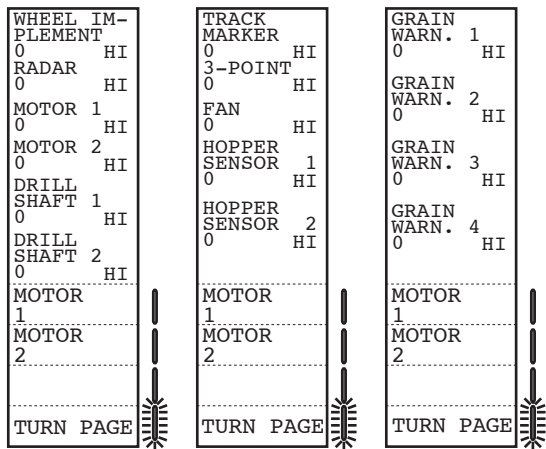 WHEEL IM-
PLEMENT
0 HI
RADAR
0 HI
MOTOR 1
0 HI
MOTOR 2
0 HI
DRILL
SHAFT 1
0 HI
DRILL
SHAFT 2
0 HI
MOTOR
1
MOTOR
2
TURN PAGE
TRACK
MARKER
0 HI
3-POINT
0 HI
FAN
0 HI
HOPPER
SENSOR 1
0 HI
HOPPER
SENSOR 2
0 HI
MOTOR
1
MOTOR
2
TURN PAGE
GRAIN
WARN. 1
0 HI
GRAIN
WARN. 2
0 HI
GRAIN
WARN. 3
0 HI
GRAIN
WARN. 4
0 HI
MOTOR
1
MOTOR
2
TURN PAGE